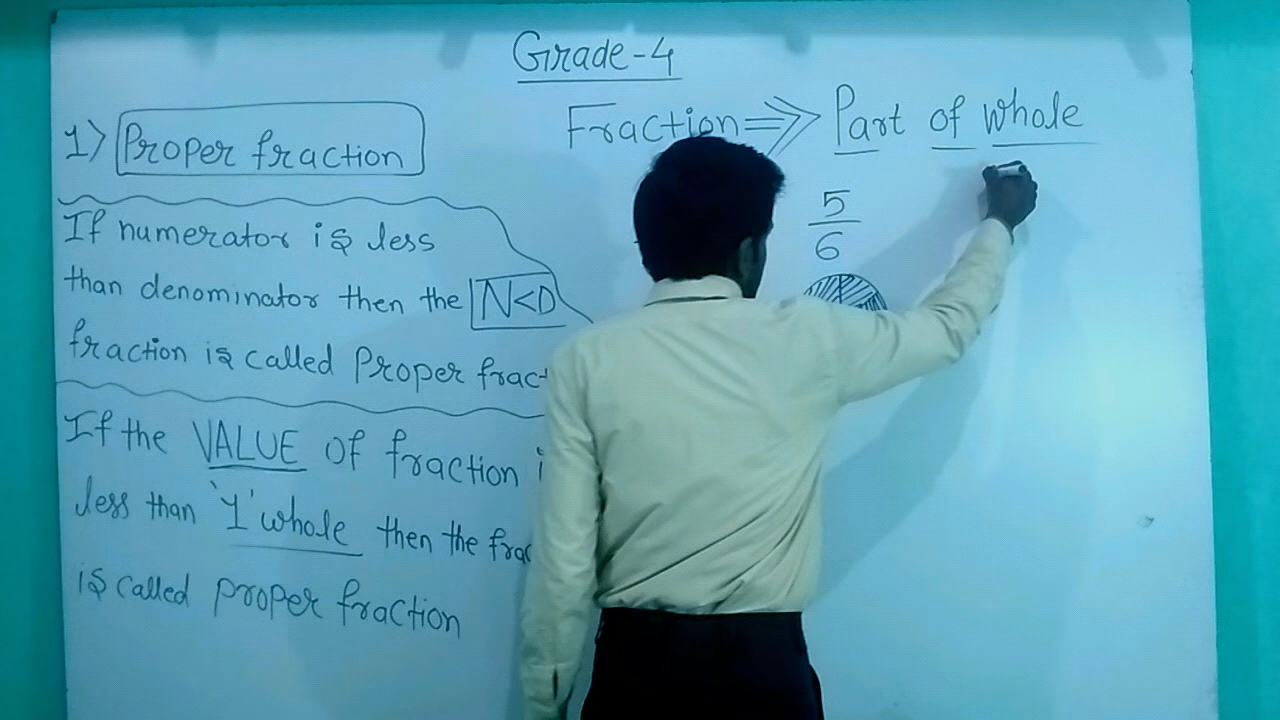 Grade-4
Fraction ⇒> Part of whole
5
6
1) Proper fraction
If numerator is less
than denominator then the N<D
fraction is called Proper fract
If the VALUE of fraction i
less than '1' whole then the frac
is called proper fraction